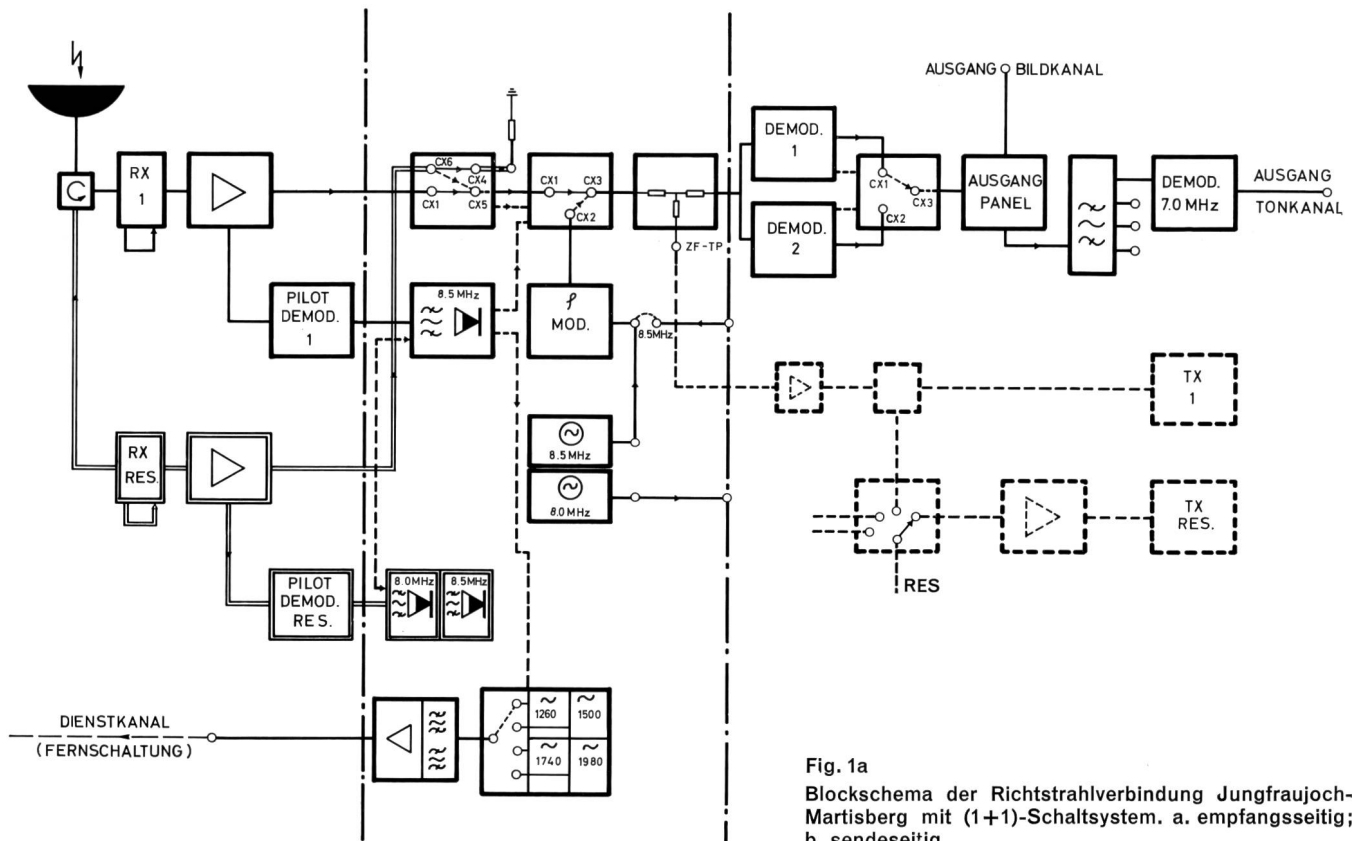 AUSGANG BILDKANAL
RX
1
CX6
CX4
CX1
CX5
CX1
CX3
CX2
ZF-TP
DEMOD.
1
DEMOD.
2
CX1
CX3
CX2
AUSGANG
PANEL
DEMOD.
7.0 MHz
AUSGANG
TONKANAL
PILOT
DEMOD.
1
8.5 MHz
MOD.
8.5MHz
TX
1
RX
RES.
8.5 MHz
8.0 MHz
TX
RES.
RES
PILOT
DEMOD.
RES.
8.0MHz
8.5MHz
DIENSTKANAL
(FERNSCHALTUNG)
1260
1500
1740
1980
Fig. 1a
Blockschema der Richtstrahlverbindung Jungfraujoch-
Martisberg mit (1+1)-Schaltsystem. a. empfangsseitig;
b. sendeseitig